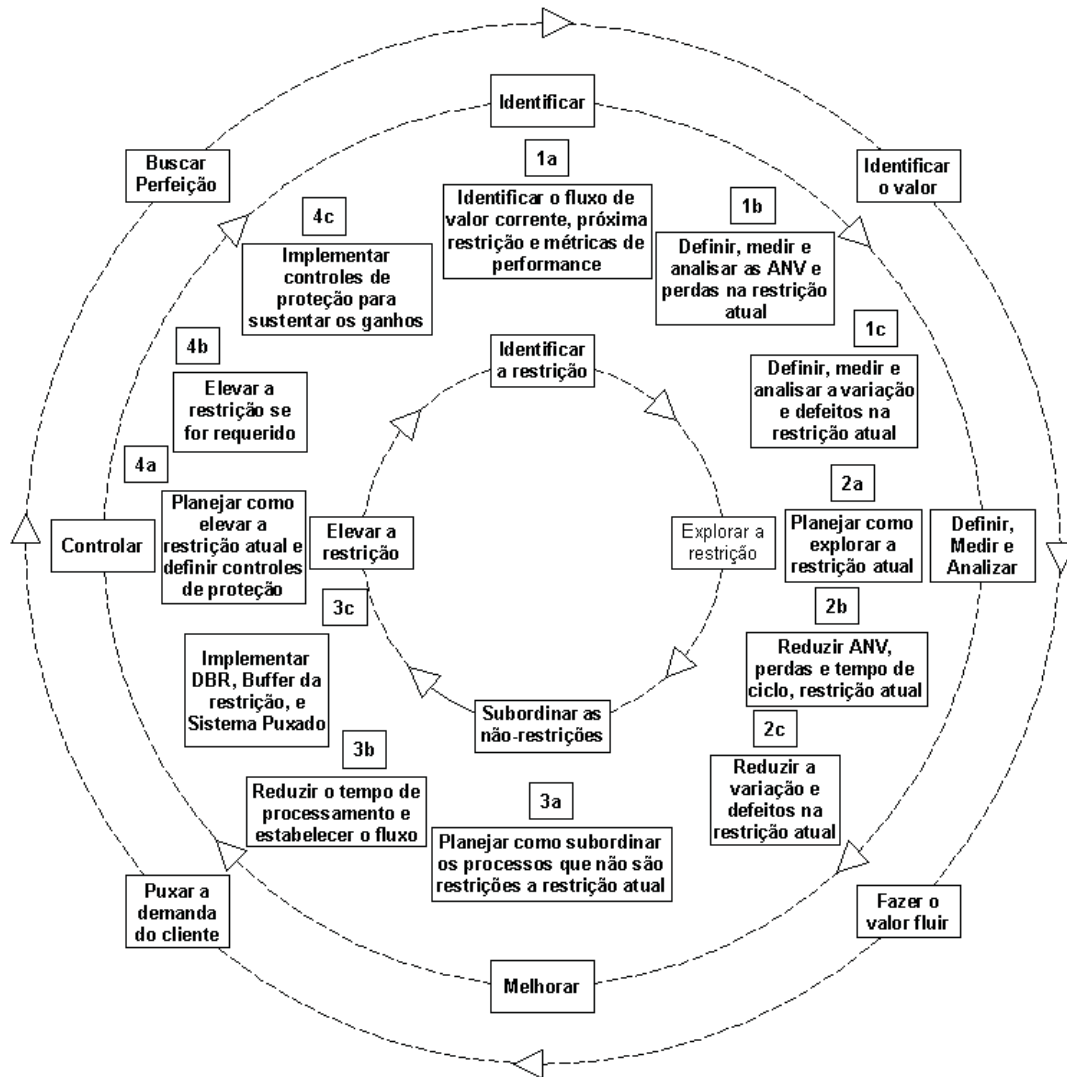 Identificar
Buscar
Perfeição
Identificar
o valor
1a
Identificar o fluxo de
valor corrente, próxima
restrição e métricas de
performance
1b
Definir, medir e
analisar as ANV e
perdas na restrição
atual
4c
Implementar
controles de
proteção para
sustentar os ganhos
1c
Definir, medir e
analisar a variação
e defeitos na
restrição atual
4b
Elevar a
restrição se
for requerido
Identificar
a restrição
4a
Planejar como
elevar a
restrição atual e
definir controles
de proteção
Controlar
Elevar a
restrição
Explorar a
restrição
2a
Planejar como
explorar a
restrição atual
Definir,
Medir e
Analizar
2b
Reduzir ANV,
perdas e tempo de
ciclo, restrição atual
3c
Implementar
DBR, Buffer da
restrição, e
Sistema Puxado
Subordinar as
não-restrições
2c
Reduzir a
variação e
defeitos na
restrição atual
3b
Reduzir o tempo de
processamento e
estabelecer o fluxo
3a
Planejar como subordinar
os processos que não são
restrições a restrição atual
Puxar a
demanda
do cliente
Fazer o
valor fluir
Melhorar